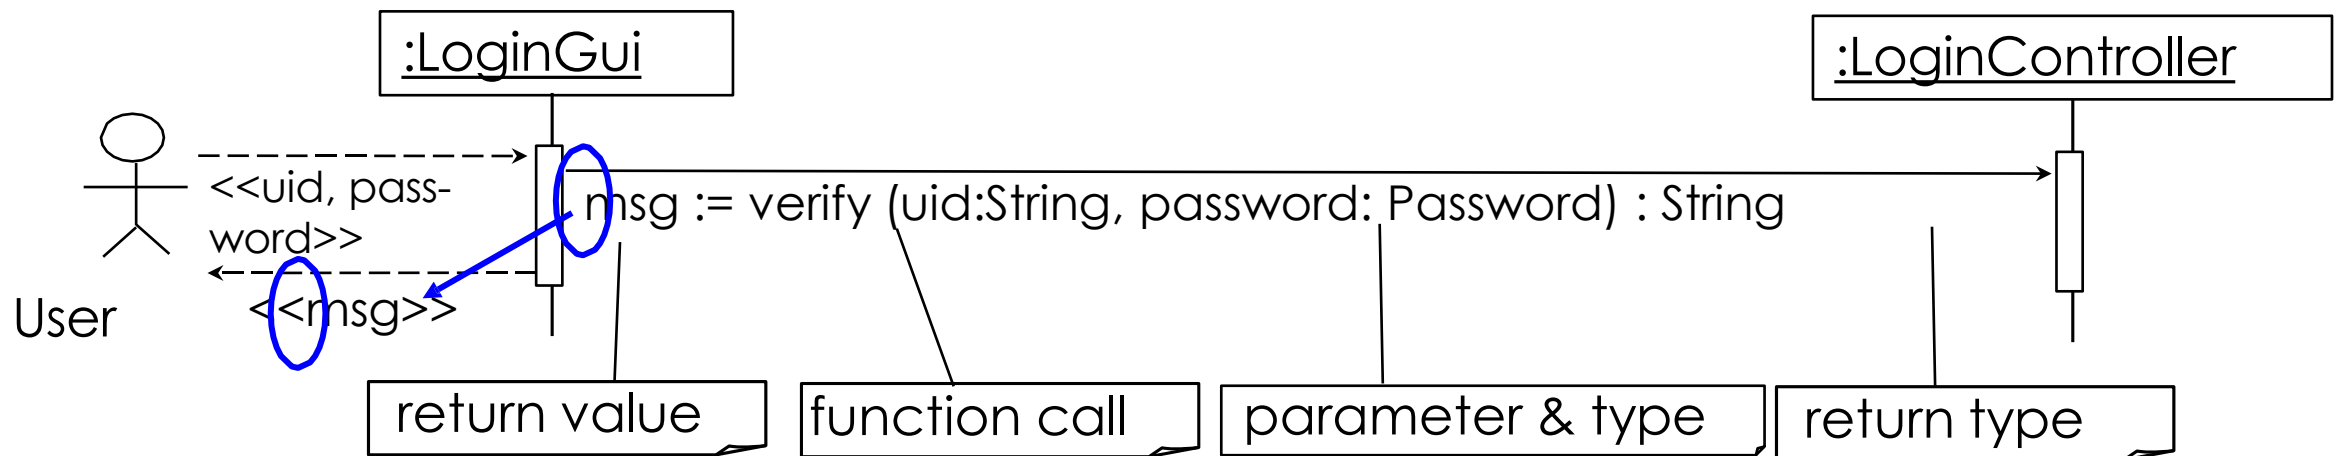 :LoginGui
:LoginController
<<uid, pass-
word>>
msg := verify (uid:String, password: Password) : String
<<msg>>
User
return value
function call
parameter & type
return type